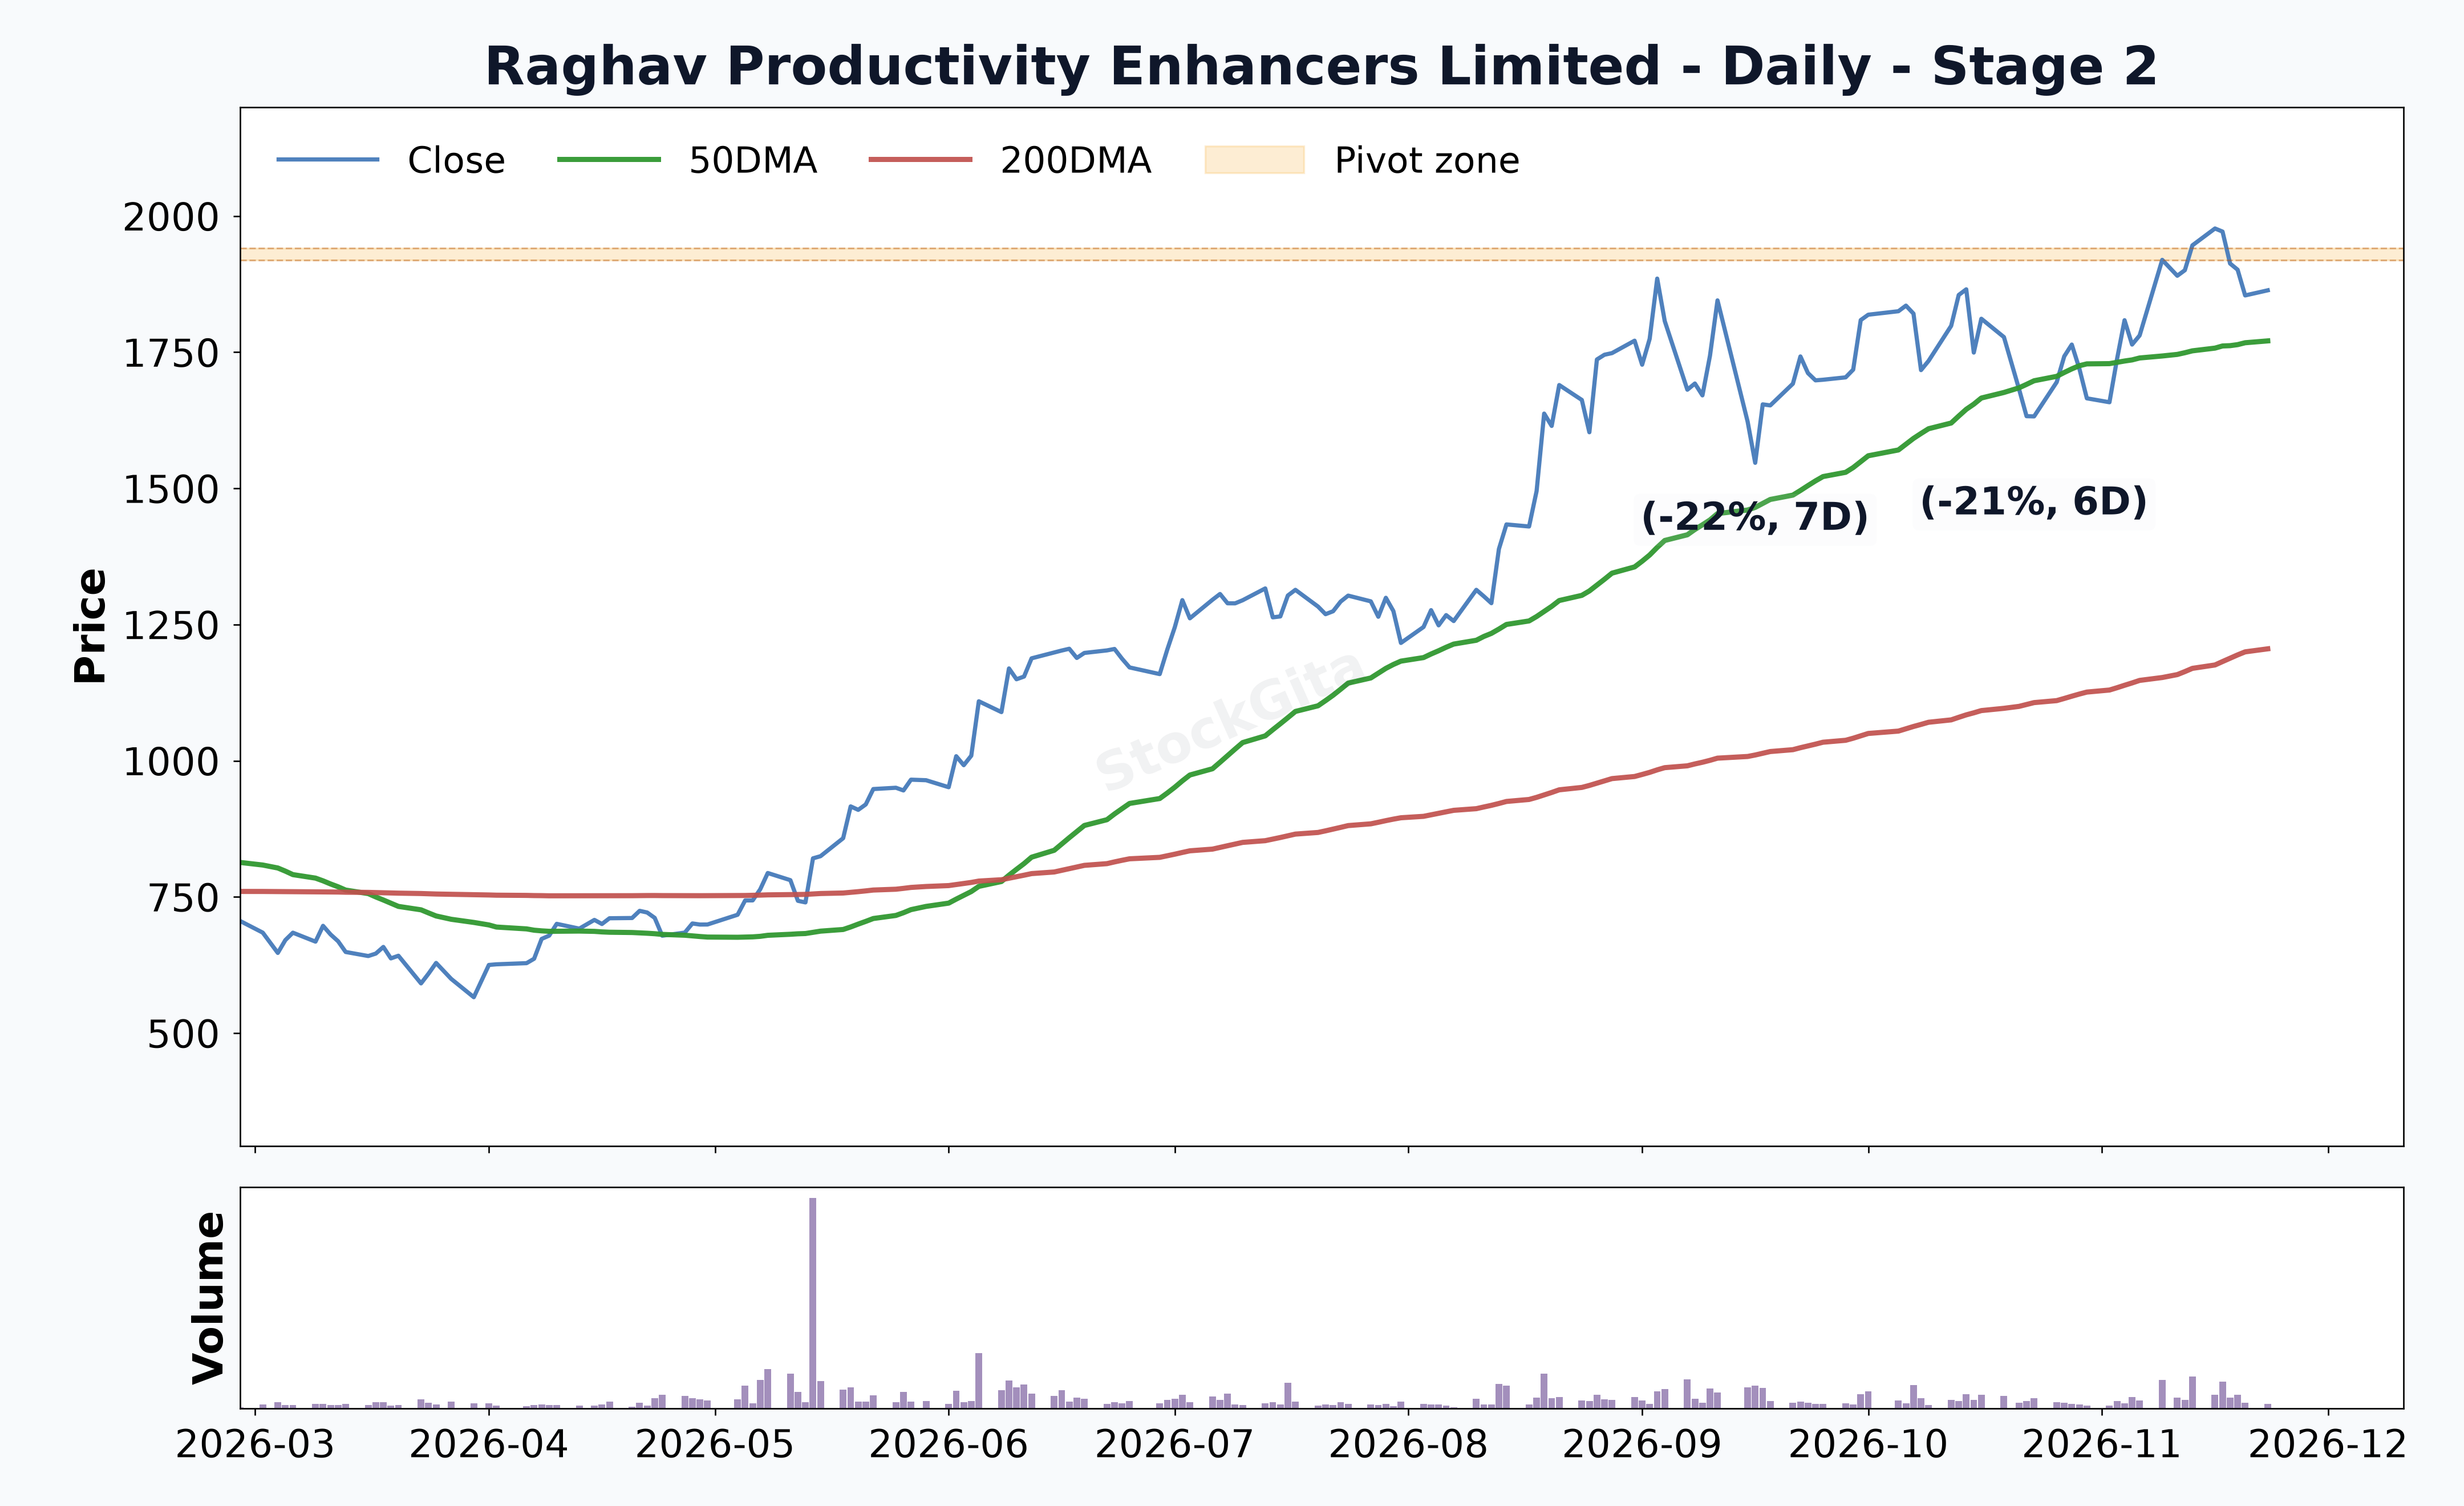 Raghav Productivity Enhancers Limited - Daily - Stage 2
Close 50DMA 200DMA Pivot zone
2000
1750
1500
1250
1000
750
500
Price
(-22%, 7D)
(-21%, 6D)
StockGita
Volume
2026-03 2026-04 2026-05 2026-06 2026-07 2026-08 2026-09 2026-10 2026-11 2026-12